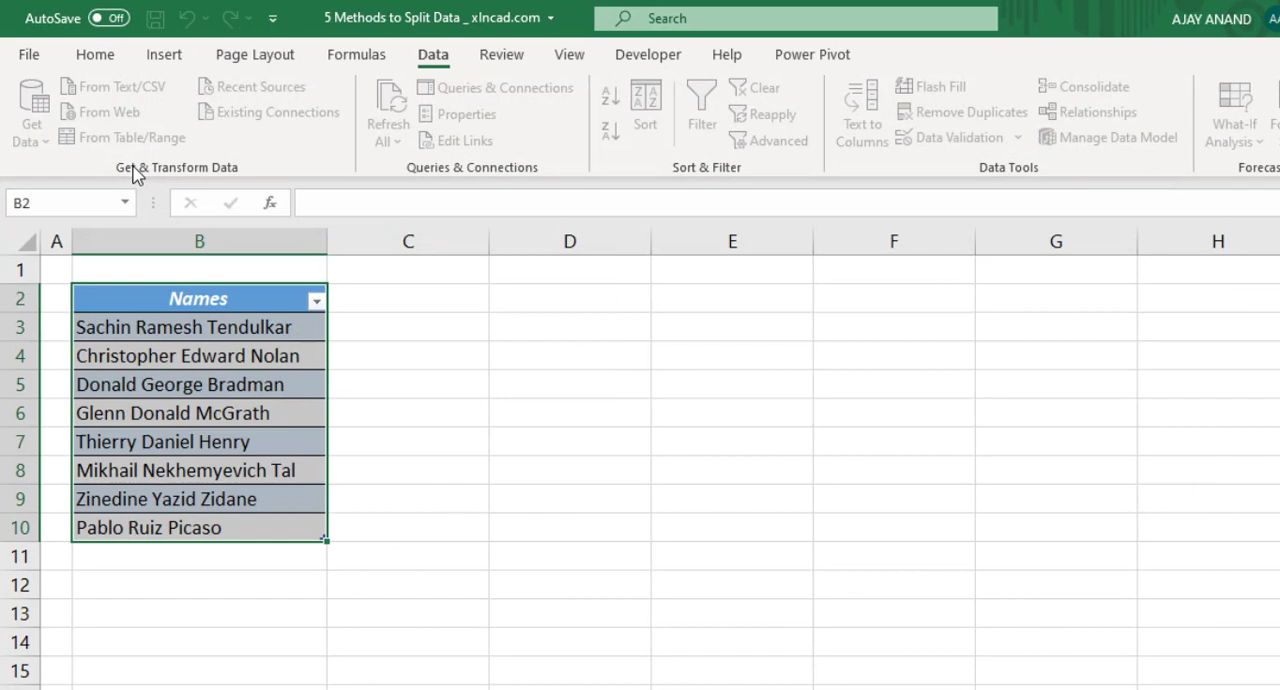 AutoSave Off 5 Methods to Split Data _ xlncad.com Search AJAY ANAND
File Home Insert Page Layout Formulas Data Review View Developer Help Power Pivot
Get Data
From Text/CSV
From Web
From Table/Range
Recent Sources
Existing Connections
Get & Transform Data
Refresh All
Queries & Connections
Properties
Edit Links
Queries & Connections
Sort
Filter
Clear
Reapply
Advanced
Sort & Filter
Text to Columns
Flash Fill
Remove Duplicates
Data Validation
Consolidate
Relationships
Manage Data Model
Data Tools
What-If Analysis
B2 fx
A B C D E F G H
1
2 Names
3 Sachin Ramesh Tendulkar
4 Christopher Edward Nolan
5 Donald George Bradman
6 Glenn Donald McGrath
7 Thierry Daniel Henry
8 Mikhail Nekhemyevich Tal
9 Zinedine Yazid Zidane
10 Pablo Ruiz Picaso
11
12
13
14
15